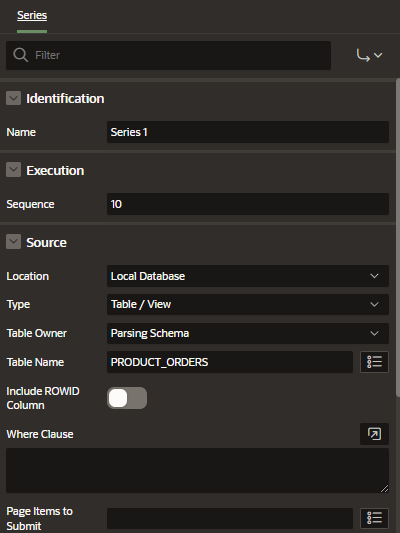 Series
Filter
Identification
Name Series 1
Execution
Sequence 10
Source
Location Local Database
Type Table / View
Table Owner Parsing Schema
Table Name PRODUCT_ORDERS
Include ROWID
Column
Where Clause
Page Items to
Submit